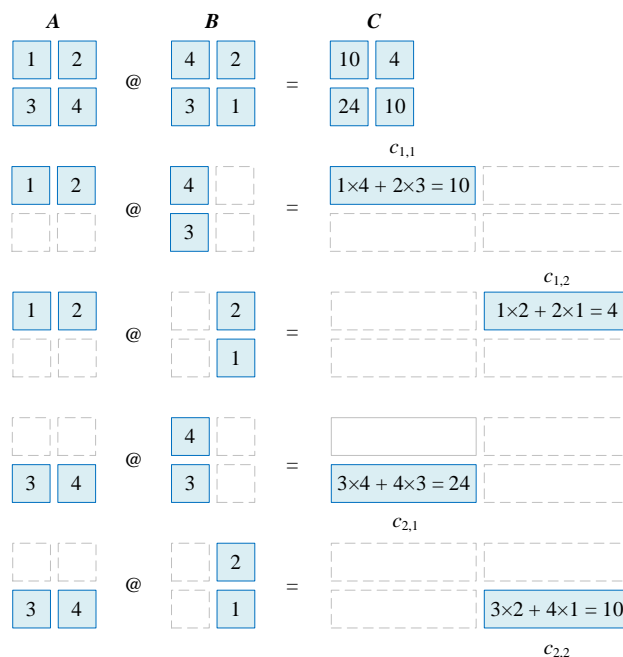 A B C
1 2 4 2 10 4
@ =
3 4 3 1 24 10
c1,1
1 2 4 1×4 + 2×3 = 10
@ =
3
c1,2
1 2 2 1×2 + 2×1 = 4
@ =
1
4
@ =
3 4 3 3×4 + 4×3 = 24
c2,1
2
@ =
3 4 1 3×2 + 4×1 = 10
c2,2